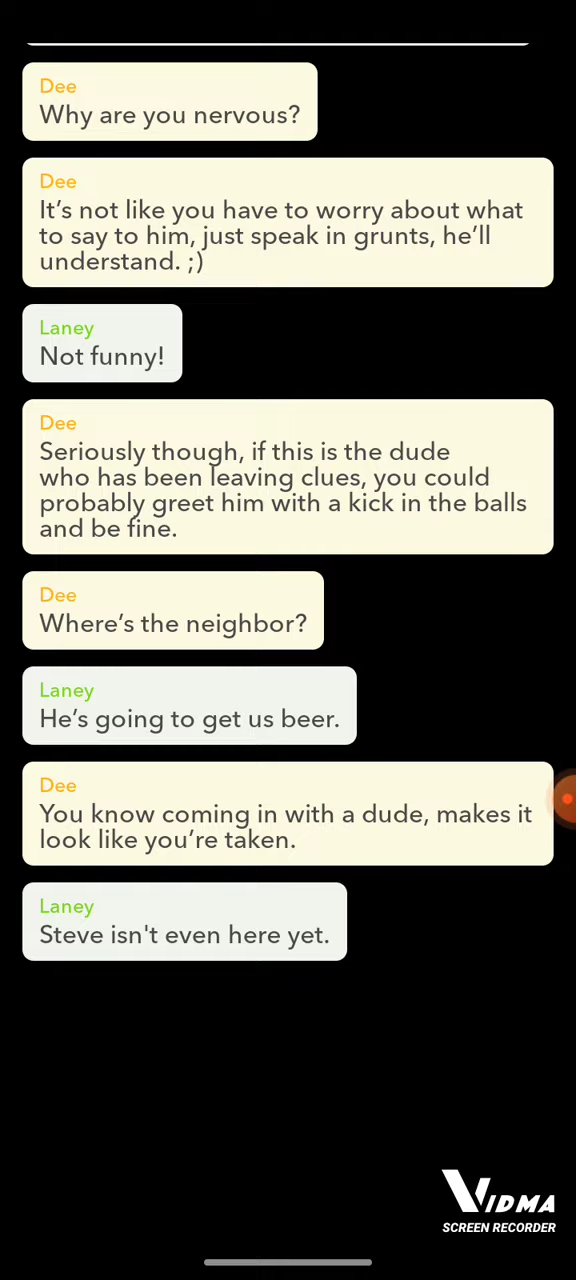 Dee
Why are you nervous?
Dee
It’s not like you have to worry about what
to say to him, just speak in grunts, he’ll
understand. ;)
Laney
Not funny!
Dee
Seriously though, if this is the dude
who has been leaving clues, you could
probably greet him with a kick in the balls
and be fine.
Dee
Where’s the neighbor?
Laney
He’s going to get us beer.
Dee
You know coming in with a dude, makes it
look like you’re taken.
Laney
Steve isn't even here yet.
VIDMA
SCREEN RECORDER